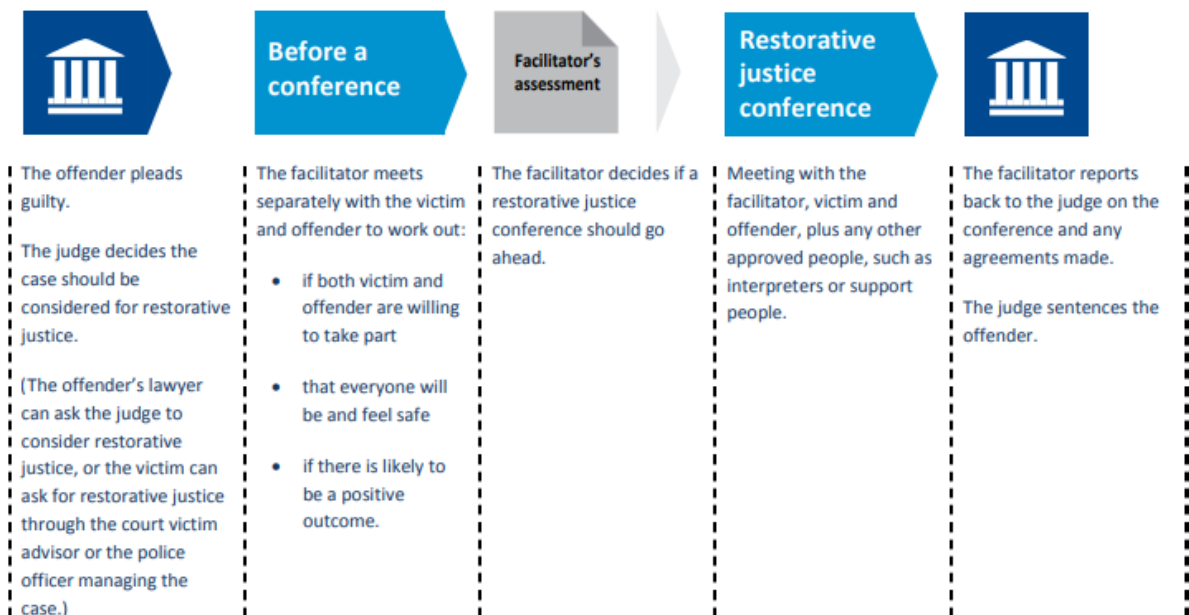 Before a
conference
Facilitator's
assessment
Restorative
justice
conference
The offender pleads
guilty.
The judge decides the
case should be
considered for restorative
justice.
(The offender's lawyer
can ask the judge to
consider restorative
justice, or the victim can
ask for restorative justice
through the court victim
advisor or the police
officer managing the
case.)
The facilitator meets
separately with the victim
and offender to work out:
• if both victim and
offender are willing
to take part
• that everyone will
be and feel safe
• if there is likely to
be a positive
outcome.
The facilitator decides if a
restorative justice
conference should go
ahead.
Meeting with the
facilitator, victim and
offender, plus any other
approved people, such as
interpreters or support
people.
The facilitator reports
back to the judge on the
conference and any
agreements made.
The judge sentences the
offender.